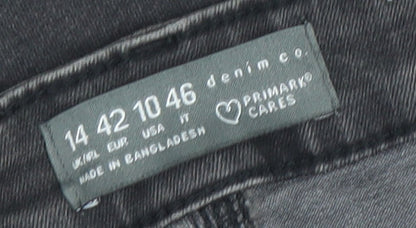 14 42 10 46
UK/IRL EUR USA IT
MADE IN BANGLADESH
denim co.
PRIMARK®
CARES